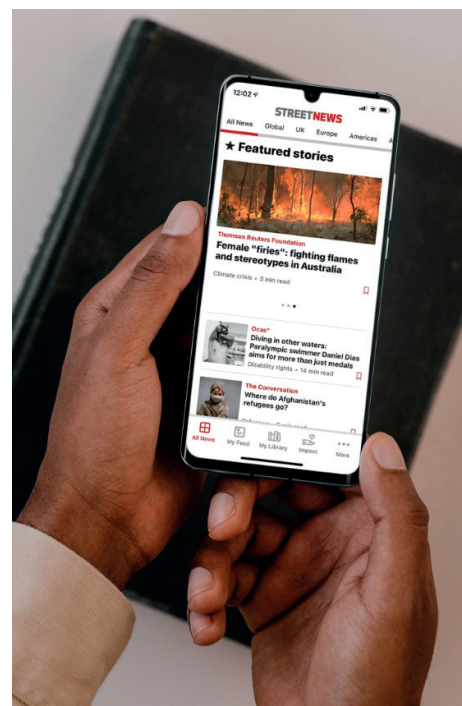 12:02
STREETNEWS
All News Global UK Europe Americas A
★ Featured stories
Thomson Reuters Foundation
Female "firies": fighting flames
and stereotypes in Australia
Climate crisis • 3 min read
Ocas"
Diving in other waters:
Paralympic swimmer Daniel Dias
aims for more than just medals
Disability rights • 14 min read
The Conversation
Where do Afghanistan's
refugees go?
All News My Feed My Library Impact More